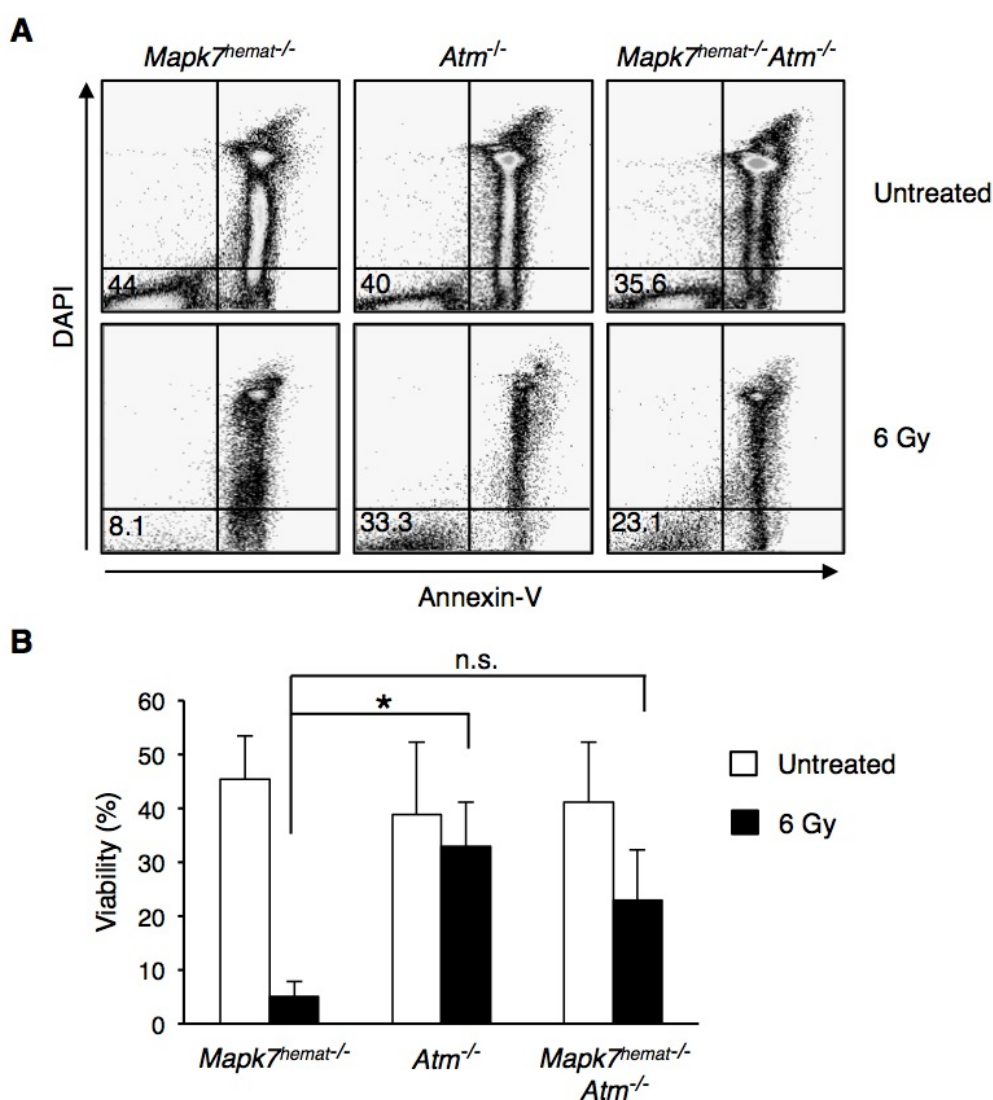 A
Mapk7hemat-/- Atm-/- Mapk7hemat-/-Atm-/-
44 40 35.6
Untreated
8.1 33.3 23.1
6 Gy
DAPI
Annexin-V
B
n.s.
*
60
50
40
30
20
10
0
Viability (%)
Untreated
6 Gy
Mapk7hemat-/- Atm-/- Mapk7hemat-/-
Atm-/-